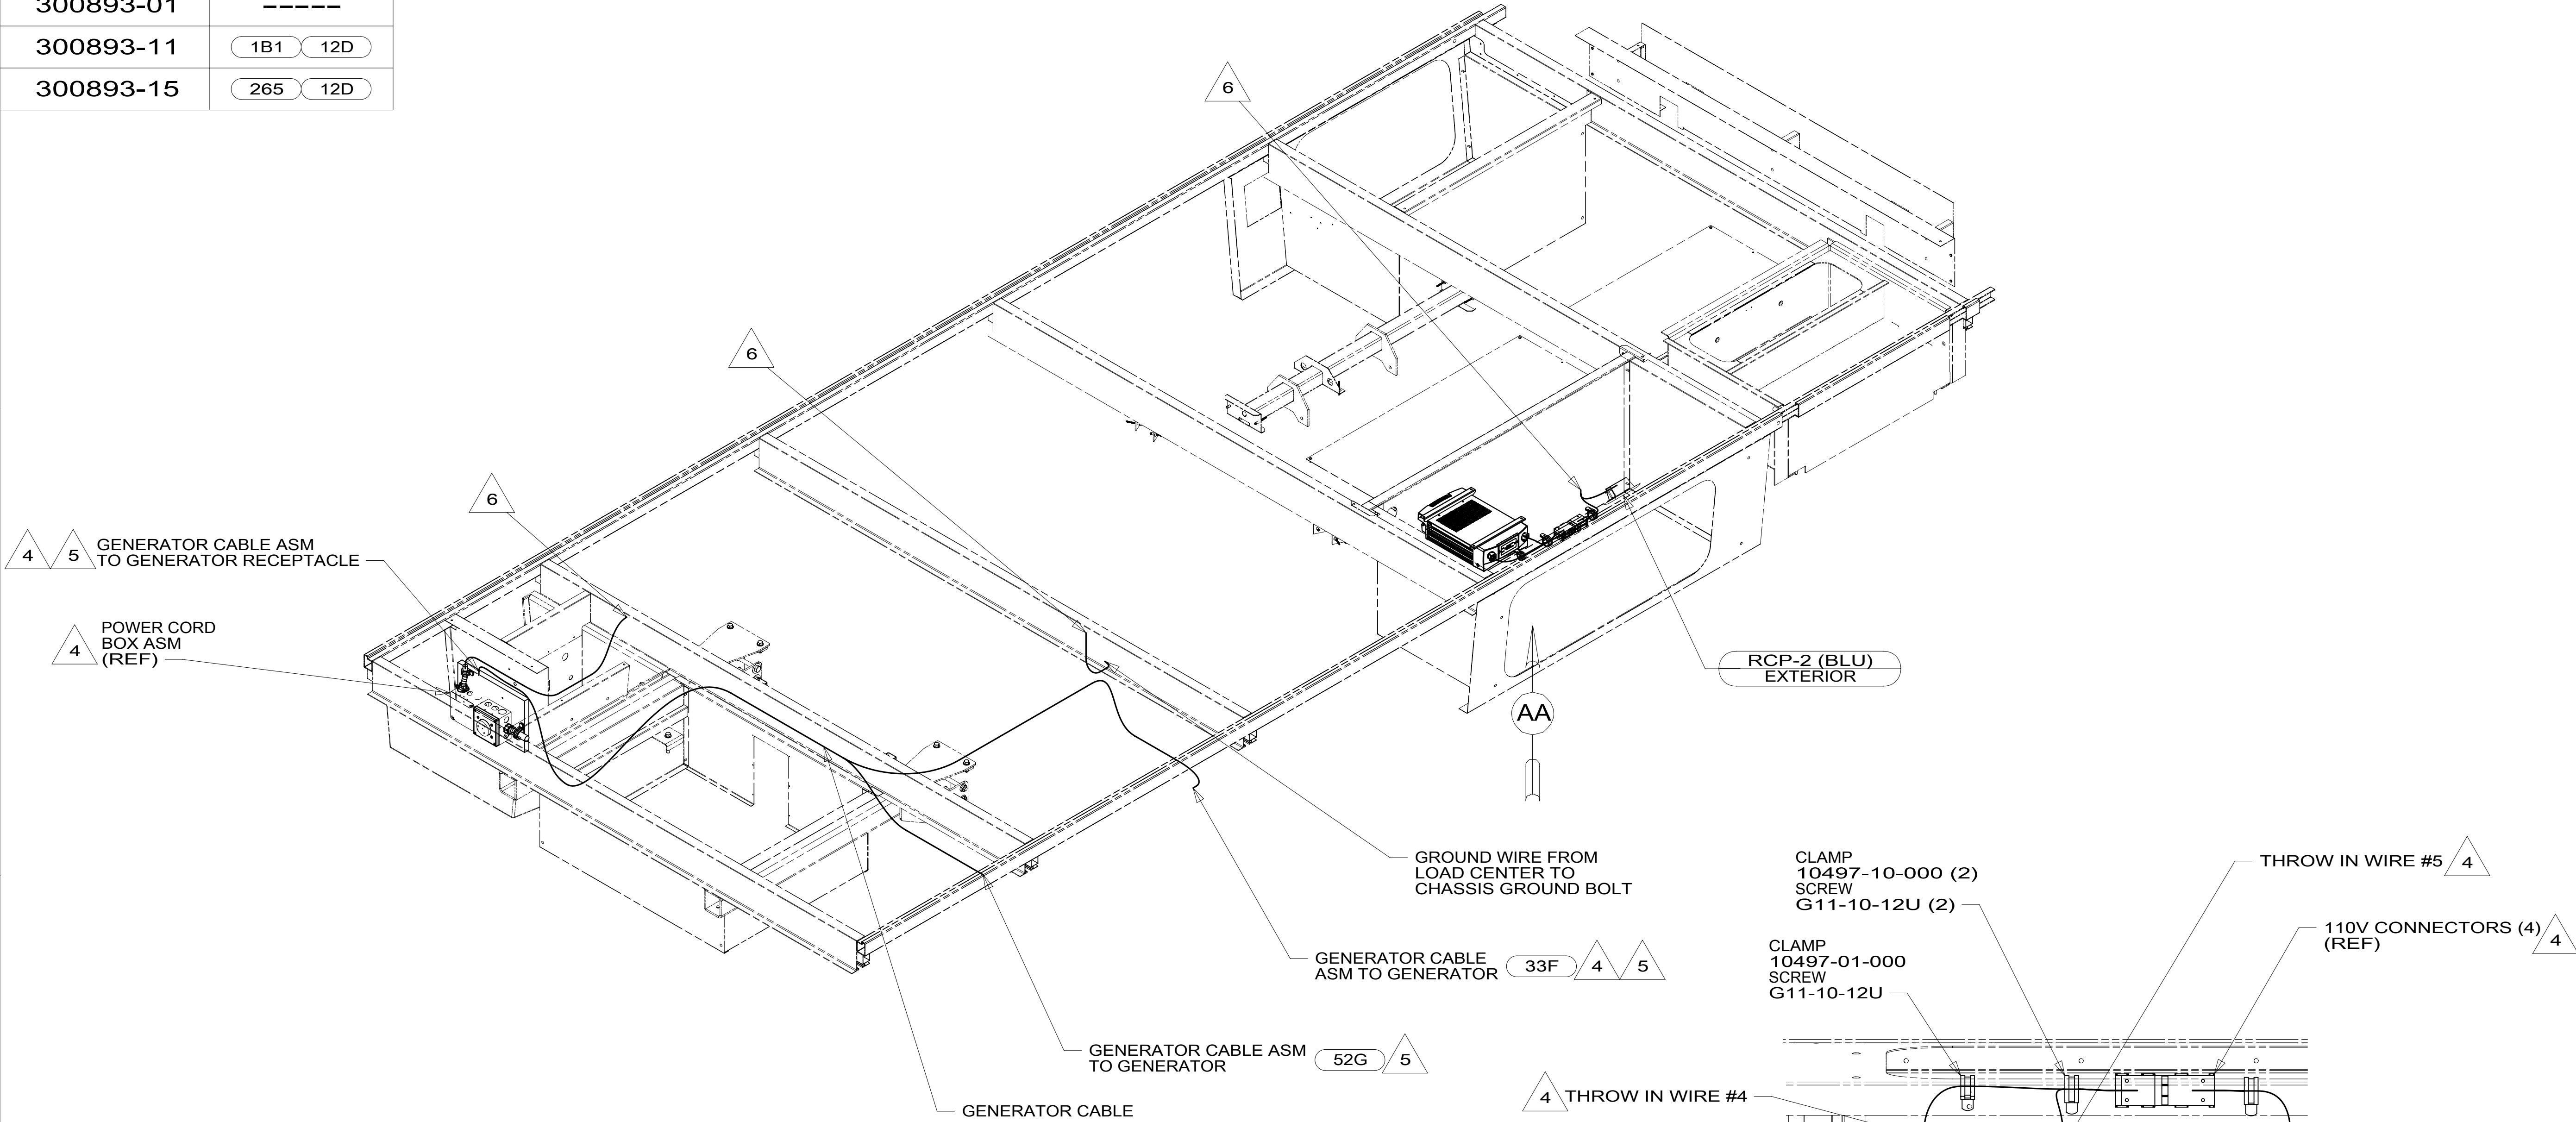 300893-01 -----
300893-11 1B1 12D
300893-15 265 12D
6
6
6
4 5 GENERATOR CABLE ASM
TO GENERATOR RECEPTACLE
4 POWER CORD
BOX ASM
(REF)
RCP-2 (BLU)
EXTERIOR
AA
GROUND WIRE FROM
LOAD CENTER TO
CHASSIS GROUND BOLT
GENERATOR CABLE
ASM TO GENERATOR 33F 4 5
GENERATOR CABLE ASM
TO GENERATOR 52G 5
GENERATOR CABLE
CLAMP
10497-10-000 (2)
SCREW
G11-10-12U (2)
CLAMP
10497-01-000
SCREW
G11-10-12U
THROW IN WIRE #5 4
110V CONNECTORS (4)
(REF) 4
4 THROW IN WIRE #4